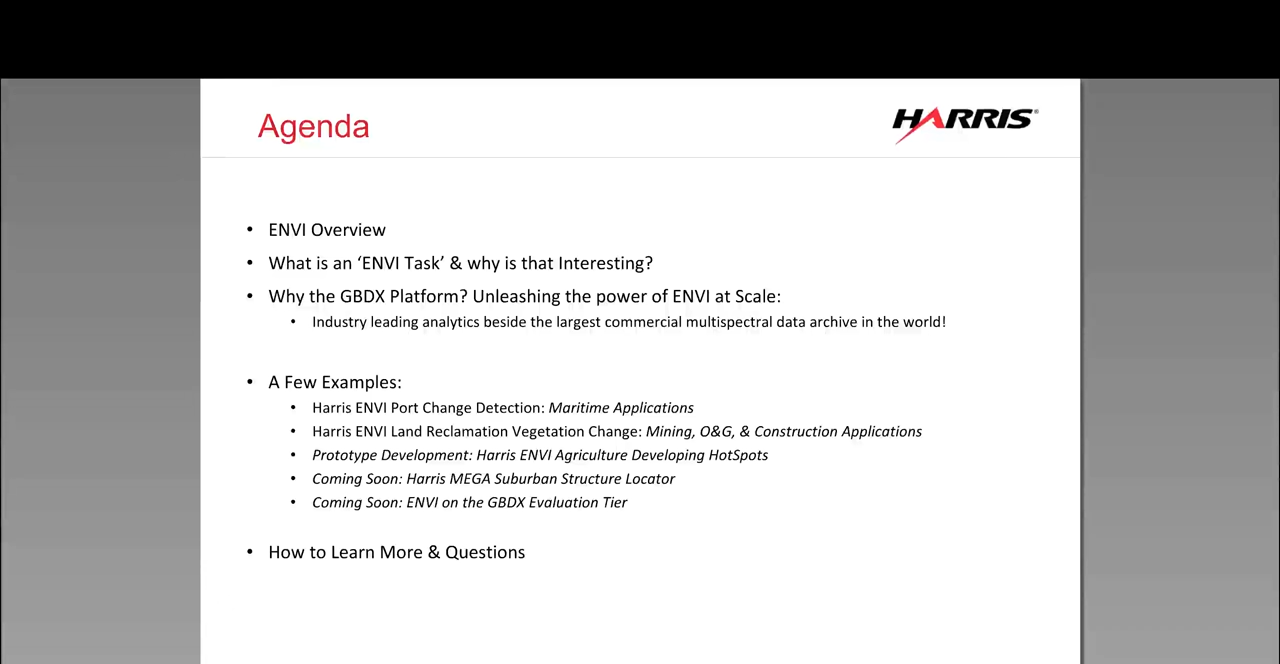 Agenda
HARRIS®
• ENVI Overview
• What is an ‘ENVI Task’ & why is that Interesting?
• Why the GBDX Platform? Unleashing the power of ENVI at Scale:
• Industry leading analytics beside the largest commercial multispectral data archive in the world!
• A Few Examples:
• Harris ENVI Port Change Detection: Maritime Applications
• Harris ENVI Land Reclamation Vegetation Change: Mining, O&G, & Construction Applications
• Prototype Development: Harris ENVI Agriculture Developing HotSpots
• Coming Soon: Harris MEGA Suburban Structure Locator
• Coming Soon: ENVI on the GBDX Evaluation Tier
• How to Learn More & Questions